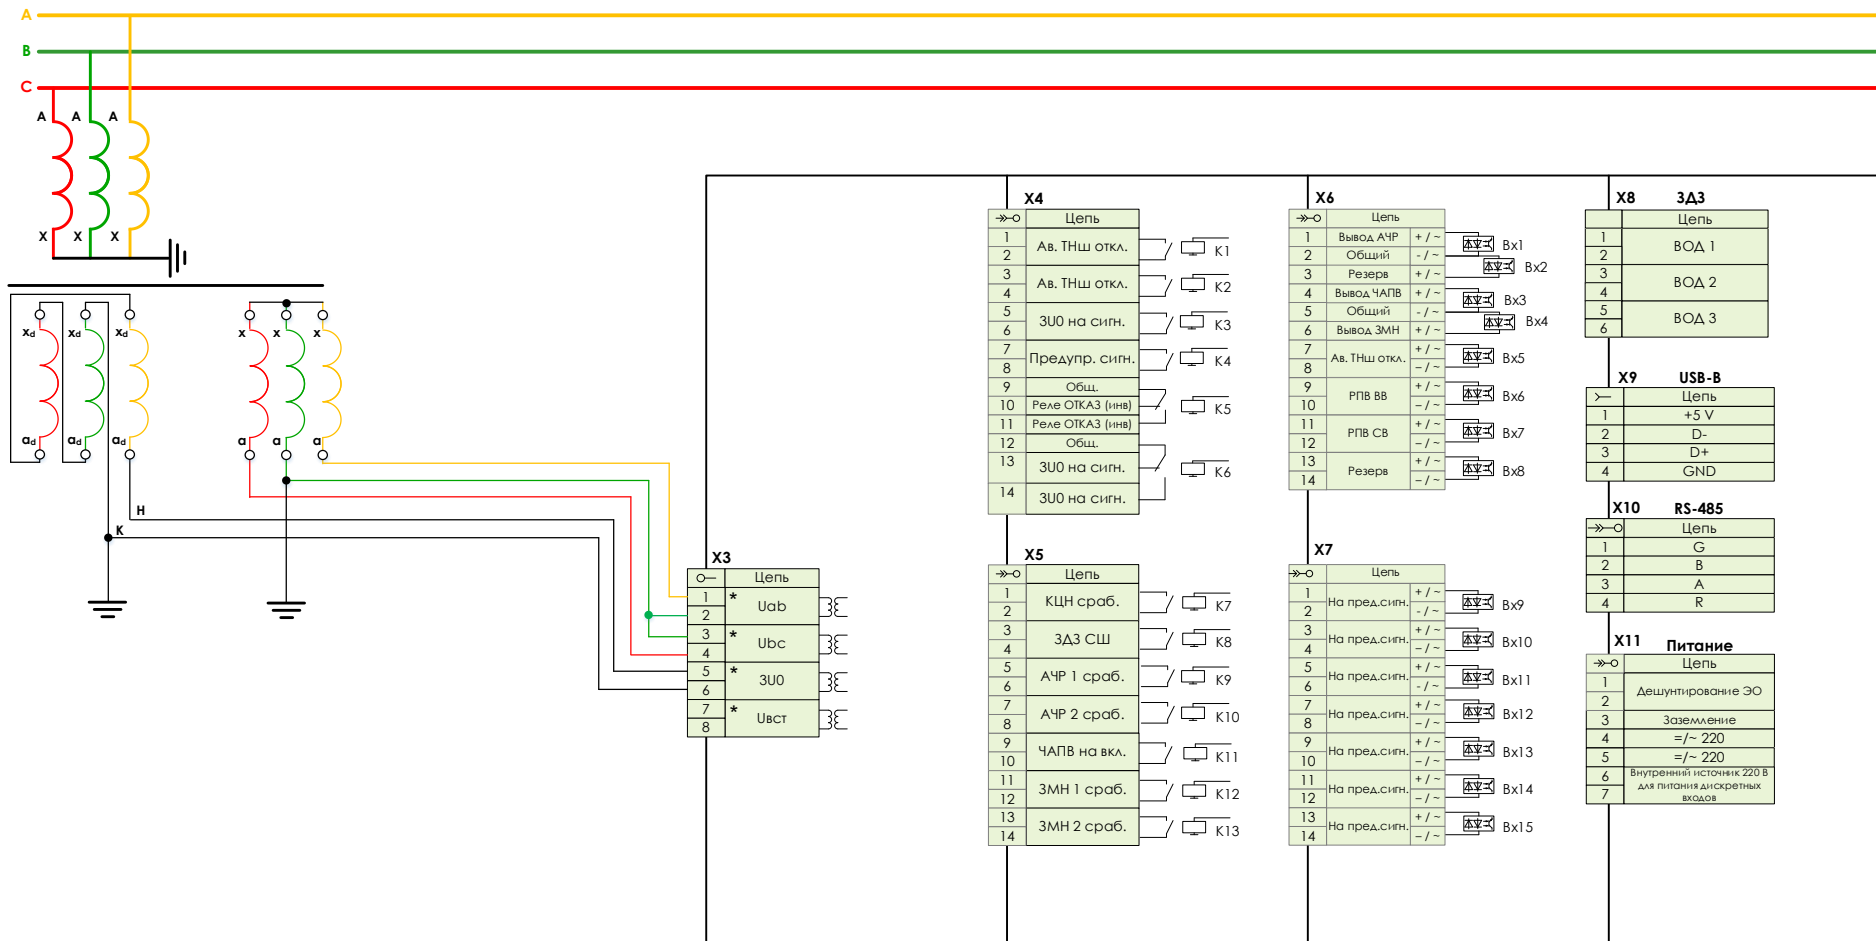 A
B
C
A A A
X X X
xd xd xd
ad ad ad
x x x
a a a
H
K
X3
Цепь
1 * Uab
2
3 * Ubc
4
5 * 3U0
6
7 * Uвст
8
X4
Цепь
1 Ав. ТНш откл. K1
2
3 Ав. ТНш откл. K2
4
5 3U0 на сигн. K3
6
7 Предупр. сигн. K4
8
9 Общ.
10 Реле ОТКАЗ (инв) K5
11 Реле ОТКАЗ (инв)
12 Общ.
13 3U0 на сигн. K6
14 3U0 на сигн.
X5
Цепь
1 КЦН сраб. K7
2
3 ЗДЗ СШ K8
4
5 АЧР 1 сраб. K9
6
7 АЧР 2 сраб. K10
8
9 ЧАПВ на вкл. K11
10
11 ЗМН 1 сраб. K12
12
13 ЗМН 2 сраб. K13
14
X6
Цепь
1 Вывод АЧР + / ~ Вх1
2 Общий - / ~
3 Резерв + / ~ Вх2
4 Вывод ЧАПВ + / ~ Вх3
5 Общий - / ~
6 Вывод ЗМН + / ~ Вх4
7 Ав. ТНш откл. + / ~ Вх5
8 – / ~
9 РПВ ВВ + / ~ Вх6
10 – / ~
11 РПВ СВ + / ~ Вх7
12 – / ~
13 Резерв + / ~ Вх8
14 – / ~
X7
Цепь
1 На пред.сигн. + / ~ Вх9
2 - / ~
3 На пред.сигн. + / ~ Вх10
4 – / ~
5 На пред.сигн. + / ~ Вх11
6 - / ~
7 На пред.сигн. + / ~ Вх12
8 – / ~
9 На пред.сигн. + / ~ Вх13
10 – / ~
11 На пред.сигн. + / ~ Вх14
12 – / ~
13 На пред.сигн. + / ~ Вх15
14 – / ~
X8 ЗДЗ
Цепь
1 ВОД 1
2
3 ВОД 2
4
5 ВОД 3
6
X9 USB-B
Цепь
1 +5 V
2 D-
3 D+
4 GND
X10 RS-485
Цепь
1 G
2 B
3 A
4 R
X11 Питание
Цепь
1 Дешунтирование ЭО
2
3 Заземление
4 =/~ 220
5 =/~ 220
6 Внутренний источник 220 В
для питания дискретных
7 входов